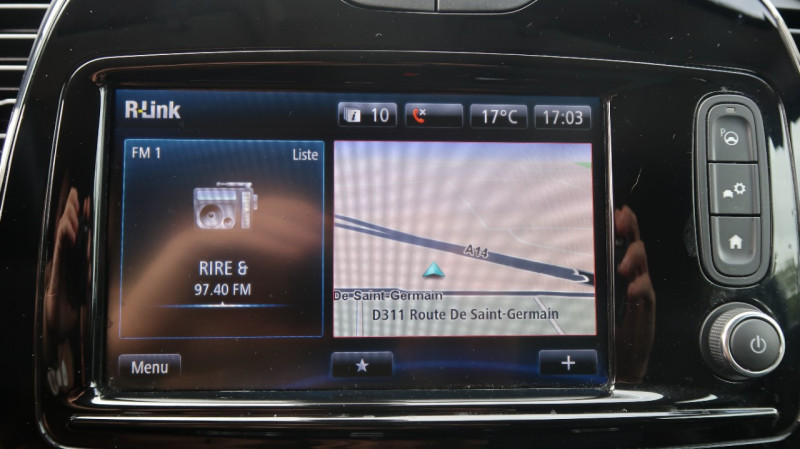 R-Link
10
17°C
17:03
FM 1
Liste
RIRE &
97.40 FM
A14
De Saint-Germain
D311 Route De Saint-Germain
Menu
+
P